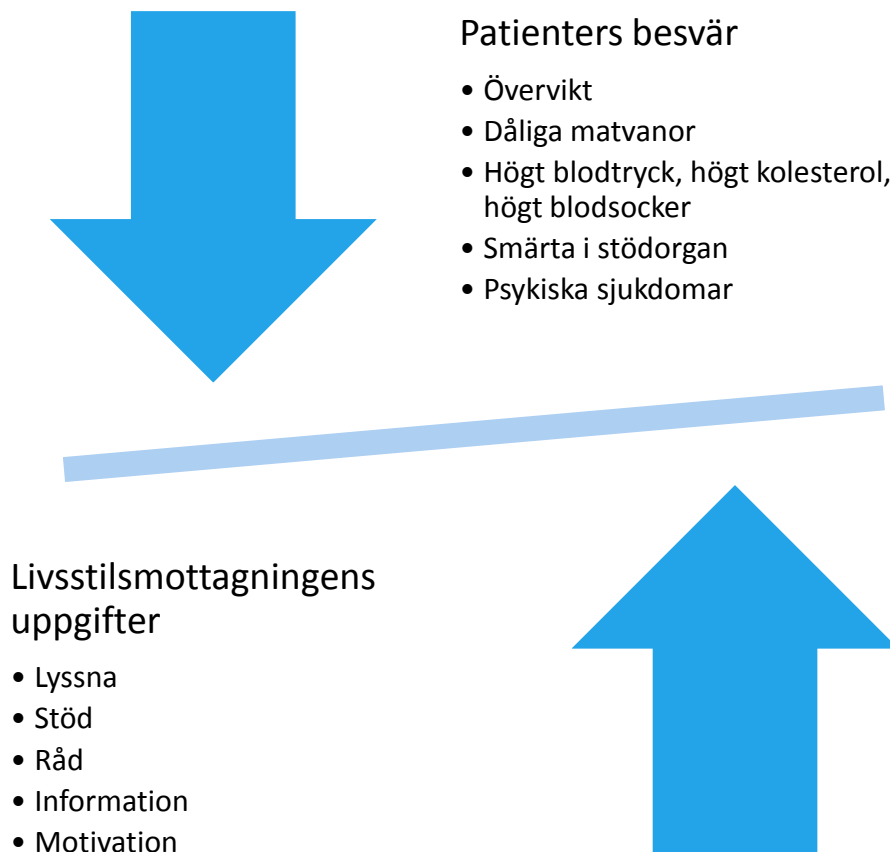 Patienters besvär
• Övervikt
• Dåliga matvanor
• Högt blodtryck, högt kolesterol,
högt blodsocker
• Smärta i stödorgan
• Psykiska sjukdomar
Livsstilsmottagningens
uppgifter
• Lyssna
• Stöd
• Råd
• Information
• Motivation